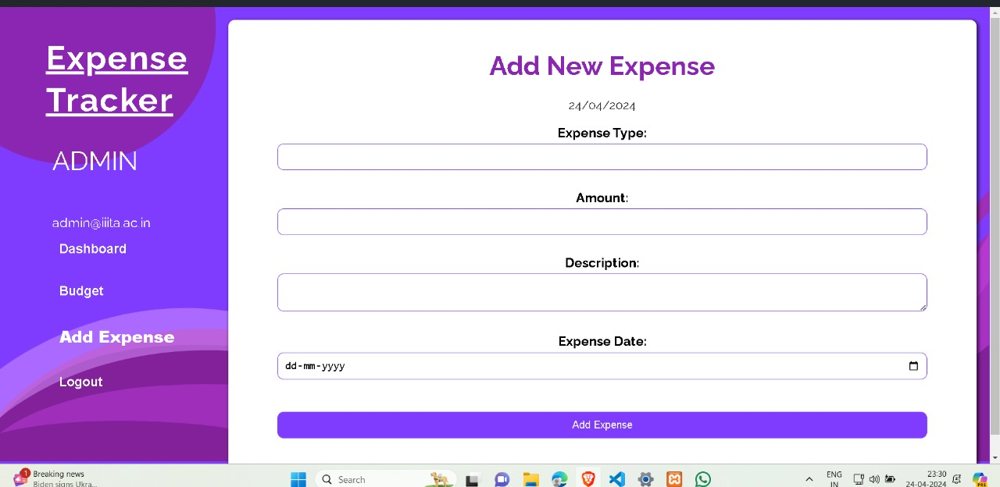 Expense
Tracker
ADMIN
admin@iiita.ac.in
Dashboard
Budget
Add Expense
Logout
Add New Expense
24/04/2024
Expense Type:
Amount:
Description:
Expense Date:
dd-mm-yyyy
Add Expense
1
Breaking news
Biden signs Ukra...
Search
ENG
IN
23:30
24-04-2024
PRE